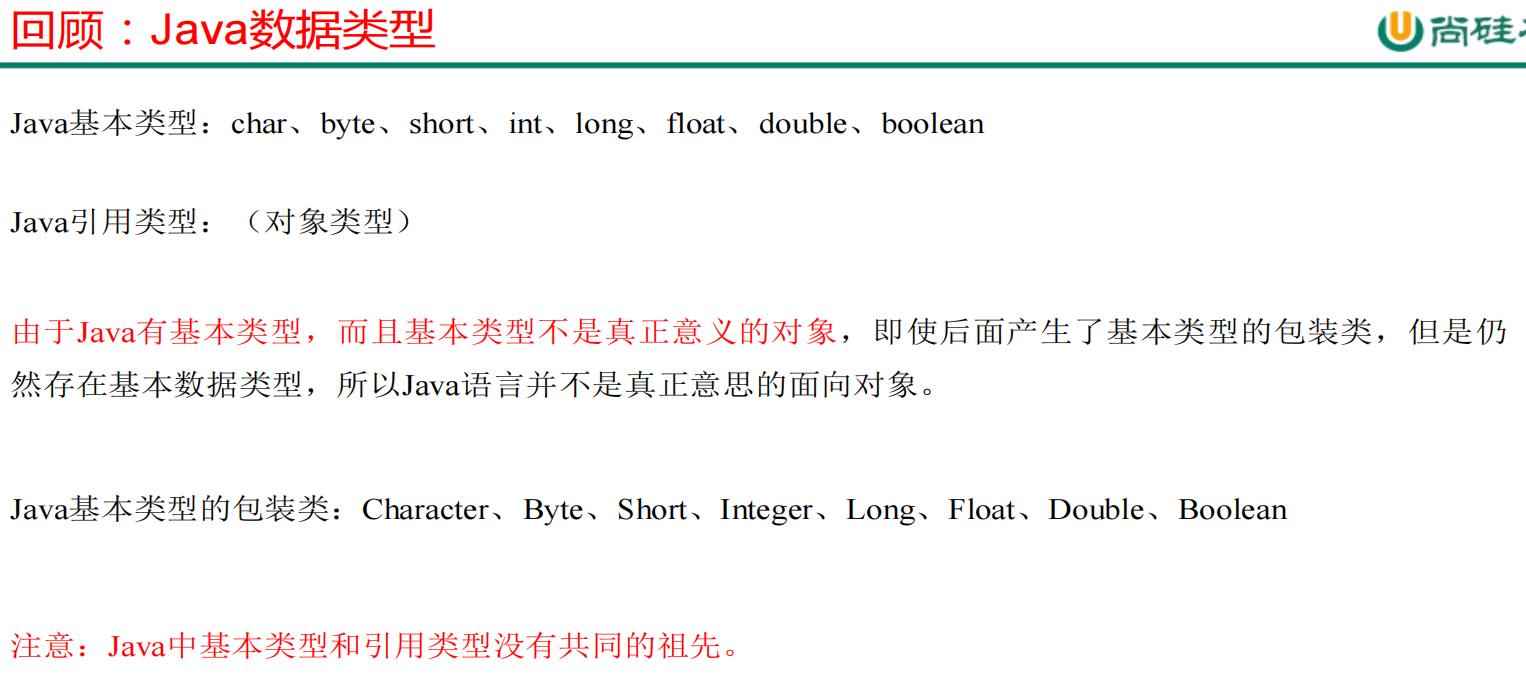 回顾：Java数据类型
尚硅
Java基本类型：char、byte、short、int、long、float、double、boolean
Java引用类型：（对象类型）
由于Java有基本类型，而且基本类型不是真正意义的对象，即使后面产生了基本类型的包装类，但是仍
然存在基本数据类型，所以Java语言并不是真正意思的面向对象。
Java基本类型的包装类：Character、Byte、Short、Integer、Long、Float、Double、Boolean
注意：Java中基本类型和引用类型没有共同的祖先。